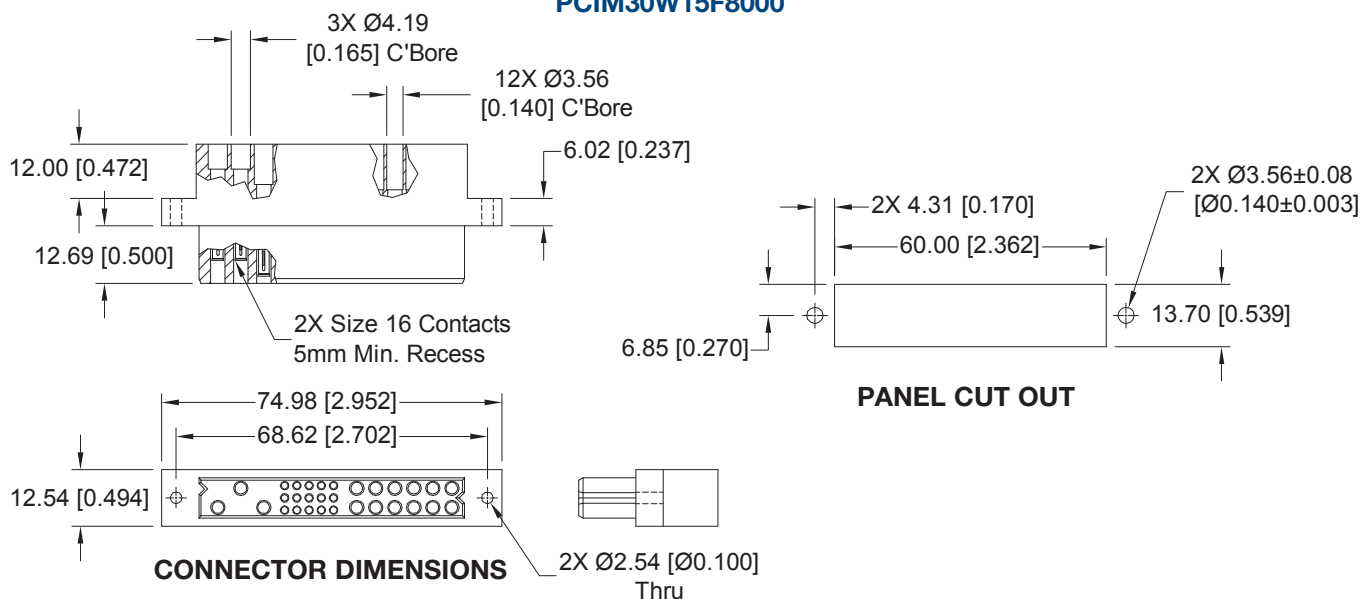 PCIM30W15F8000
3X Ø4.19
[0.165] C'Bore
12X Ø3.56
[0.140] C'Bore
12.00 [0.472]
6.02 [0.237]
12.69 [0.500]
2X Size 16 Contacts
5mm Min. Recess
2X Ø3.56±0.08
[Ø0.140±0.003]
2X 4.31 [0.170]
60.00 [2.362]
13.70 [0.539]
6.85 [0.270]
PANEL CUT OUT
74.98 [2.952]
68.62 [2.702]
12.54 [0.494]
CONNECTOR DIMENSIONS
2X Ø2.54 [Ø0.100]
Thru